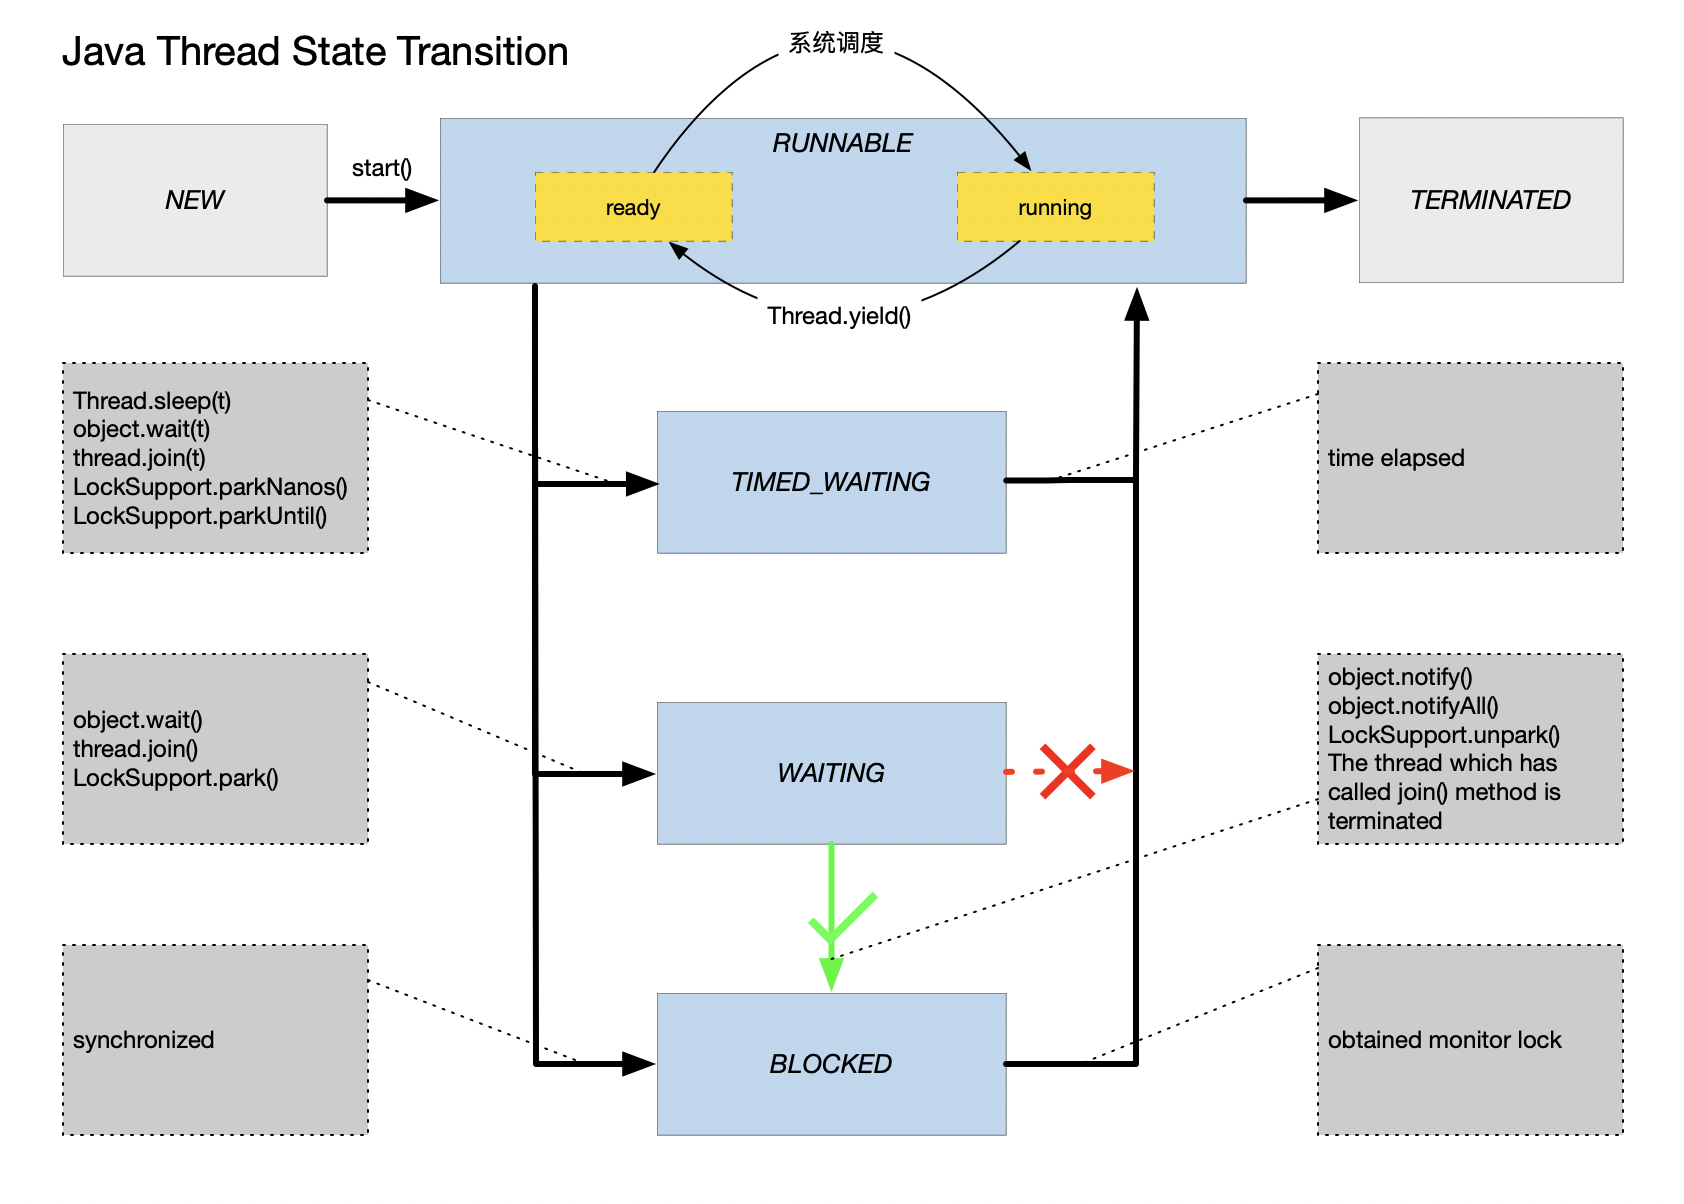 Java Thread State Transition
系统调度
NEW
start()
RUNNABLE
ready
running
TERMINATED
Thread.yield()
Thread.sleep(t)
object.wait(t)
thread.join(t)
LockSupport.parkNanos()
LockSupport.parkUntil()
TIMED_WAITING
time elapsed
object.wait()
thread.join()
LockSupport.park()
WAITING
object.notify()
object.notifyAll()
LockSupport.unpark()
The thread which has
called join() method is
terminated
synchronized
BLOCKED
obtained monitor lock